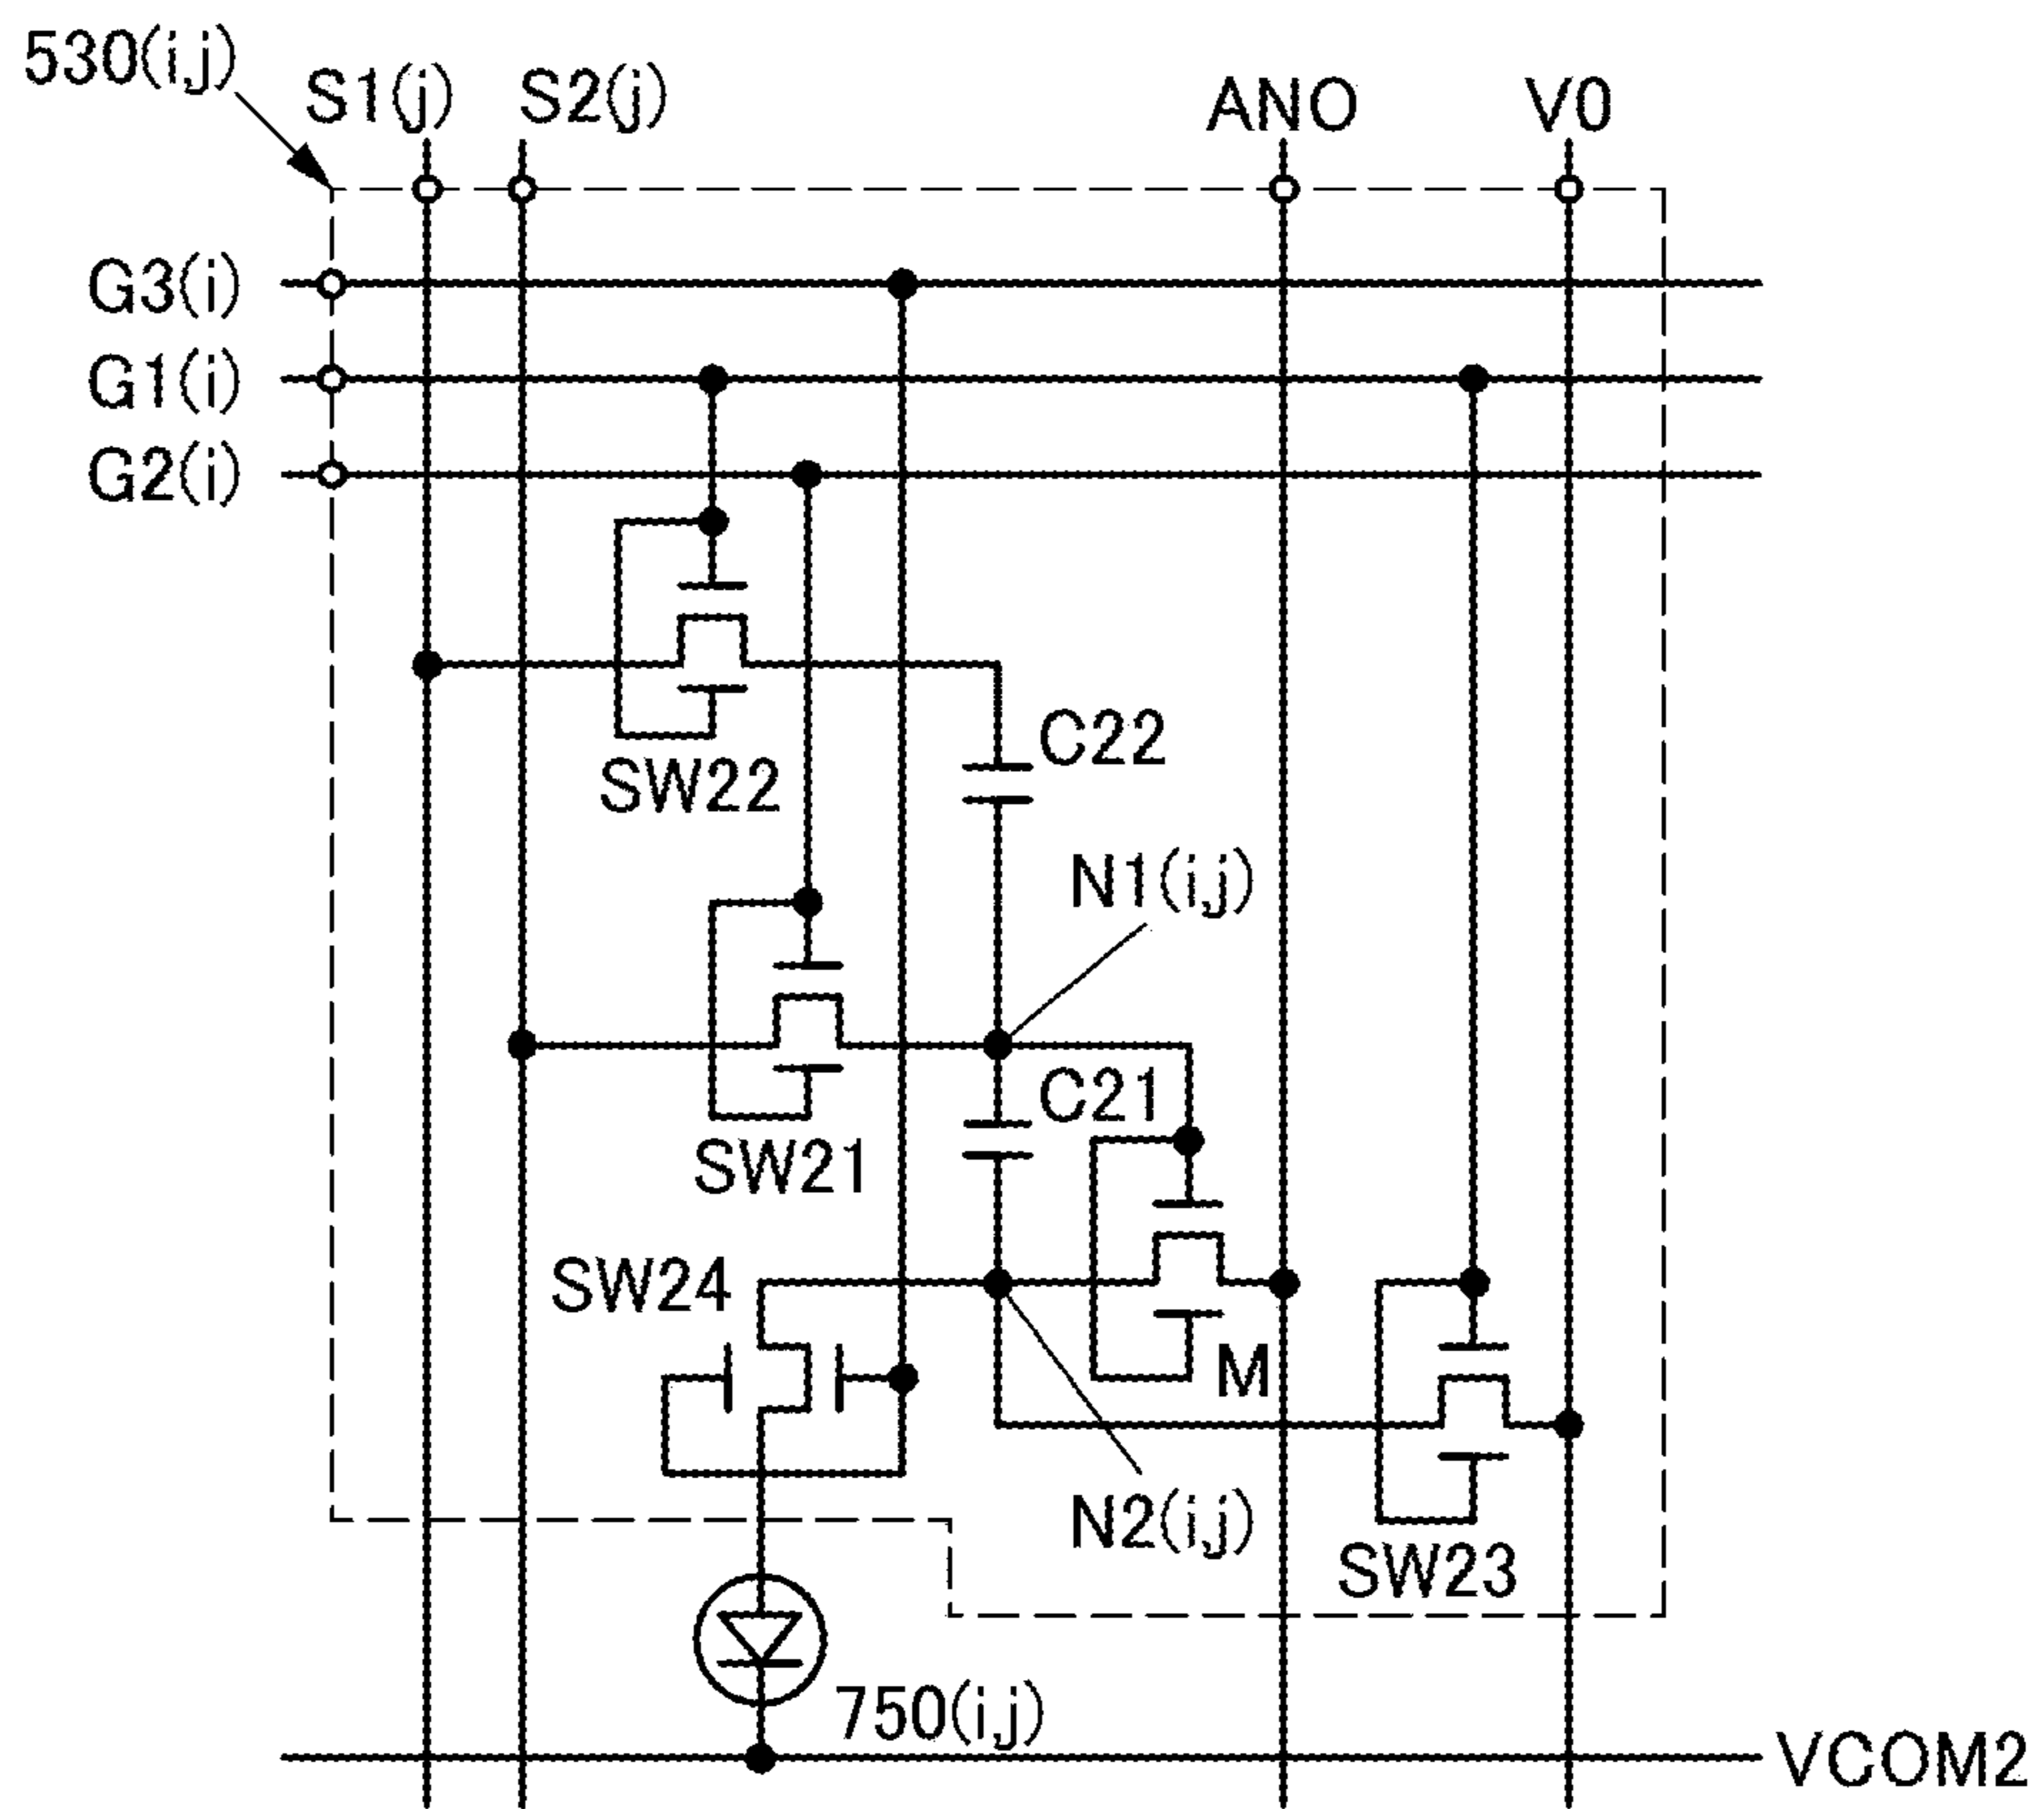 530(i,j)
S1(j)
S2(j)
ANO
V0
G3(i)
G1(i)
G2(i)
SW22
C22
N1(i,j)
C21
SW21
SW24
M
N2(i,j)
SW23
750(i,j)
VCOM2